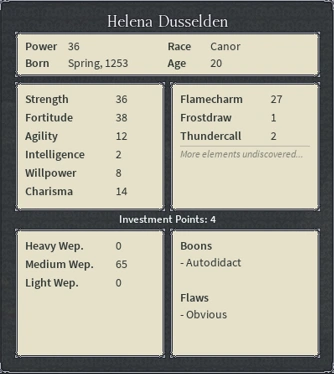 Helena Dusselden
Power 36 Race Canor
Born Spring, 1253 Age 20
Strength 36
Fortitude 38
Agility 12
Intelligence 2
Willpower 8
Charisma 14
Flamecharm 27
Frostdraw 1
Thundercall 2
More elements undiscovered...
Investment Points: 4
Heavy Wep. 0
Medium Wep. 65
Light Wep. 0
Boons
- Autodidact
Flaws
- Obvious